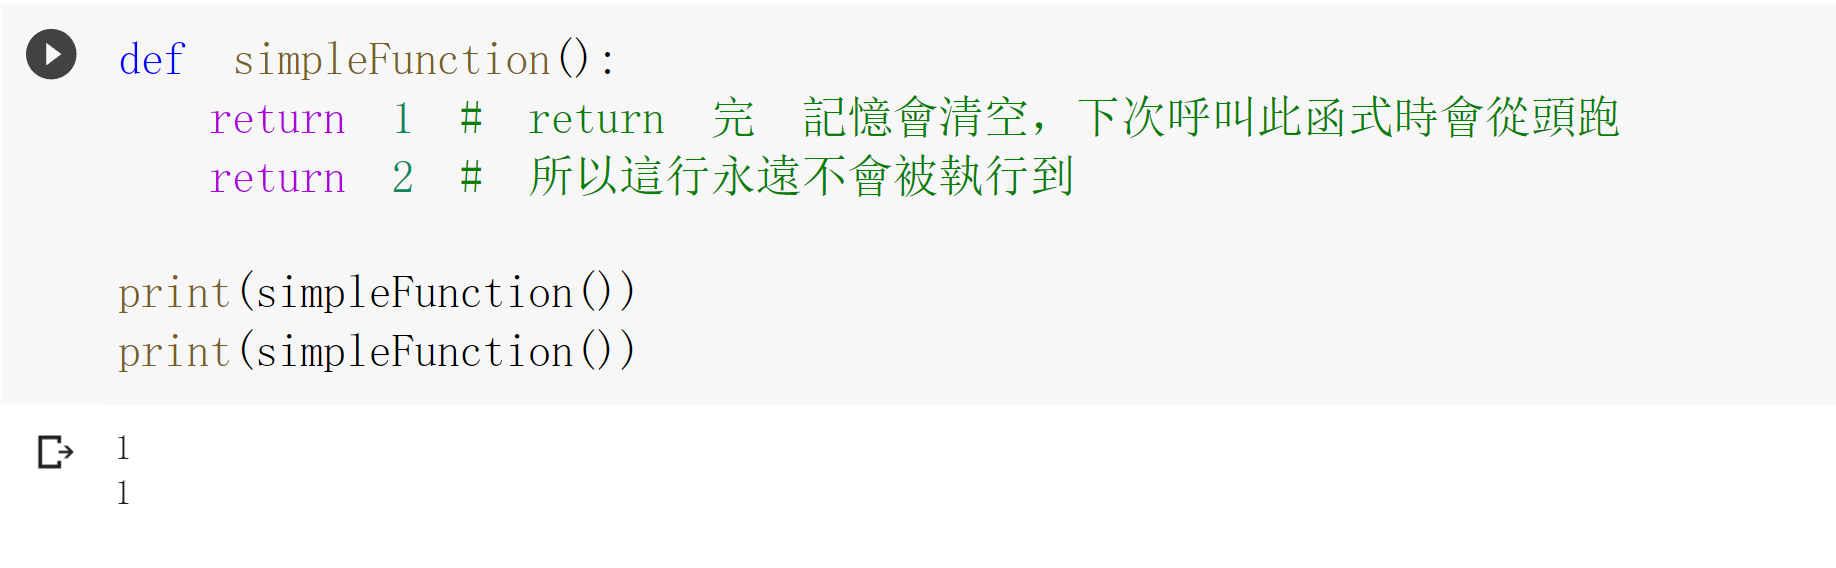 def simpleFunction():
    return 1 # return 完 記憶會清空，下次呼叫此函式時會從頭跑
    return 2 # 所以這行永遠不會被執行到
print(simpleFunction())
print(simpleFunction())
1
1